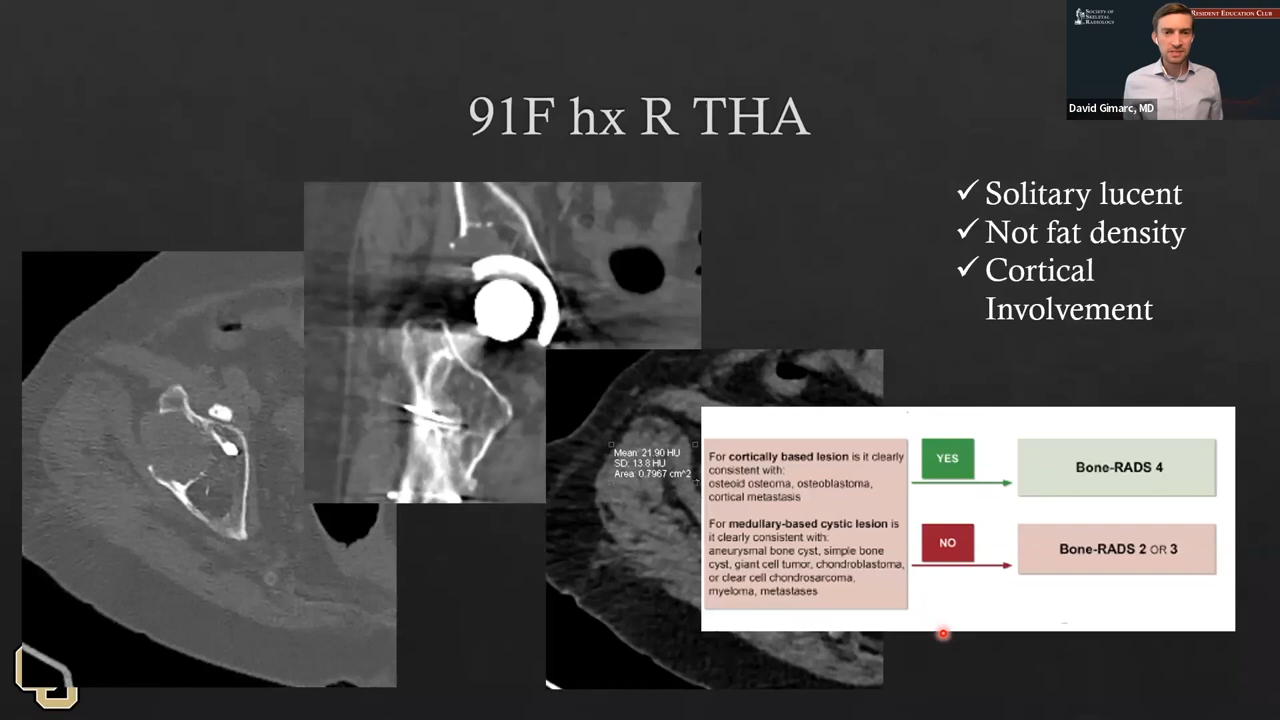 SOCIETY OF
SKELETAL
RADIOLOGY
RESIDENT EDUCATION CLUB
David Gimarc, MD
91F hx R THA
✓ Solitary lucent
✓ Not fat density
✓ Cortical
Involvement
Mean: 21.90 HU
SD: 13.8 HU
Area: 0.7967 cm^2
For cortically based lesion is it clearly
consistent with:
osteoid osteoma, osteoblastoma,
cortical metastasis
For medullary-based cystic lesion is
it clearly consistent with:
aneurysmal bone cyst, simple bone
cyst, giant cell tumor, chondroblastoma,
or clear cell chondrosarcoma,
myeloma, metastases
YES
Bone-RADS 4
NO
Bone-RADS 2 OR 3